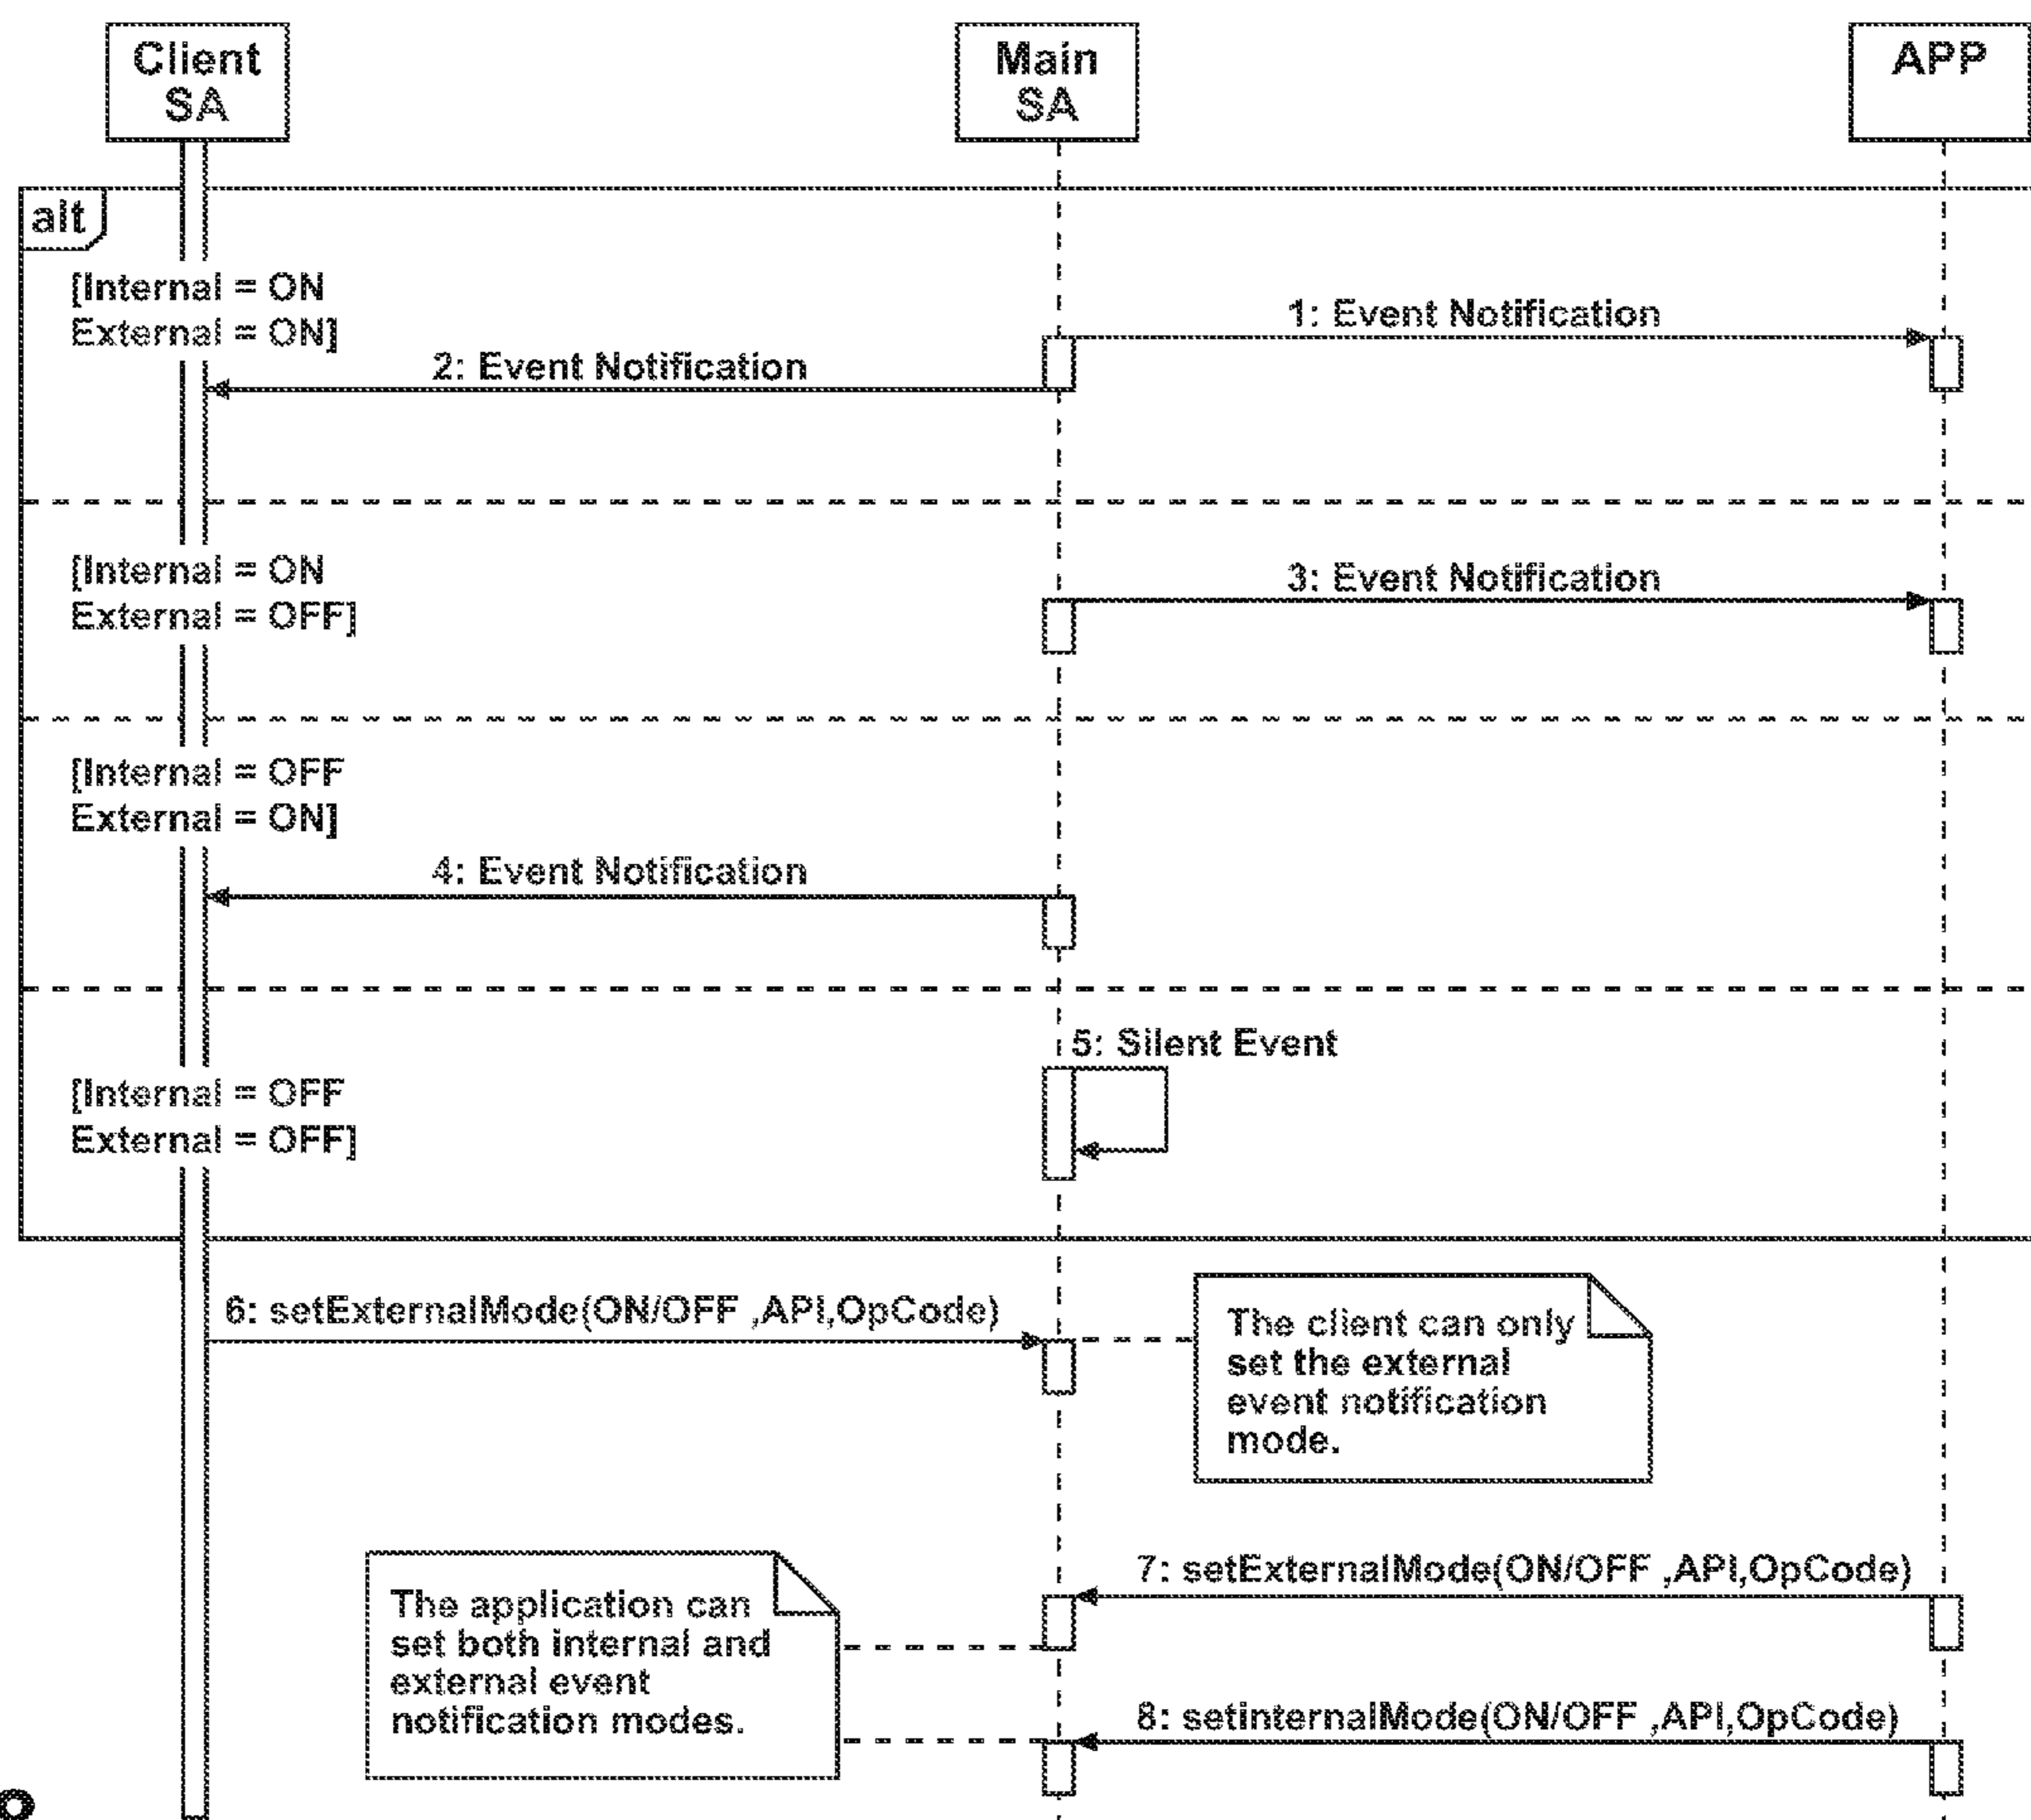 Client
SA
Main
SA
APP
alt
[Internal = ON
External = ON]
1: Event Notification
2: Event Notification
[Internal = ON
External = OFF]
3: Event Notification
[Internal = OFF
External = ON]
4: Event Notification
5: Silent Event
[Internal = OFF
External = OFF]
6: setExternalMode(ON/OFF ,API,OpCode)
The client can only
set the external
event notification
mode.
7: setExternalMode(ON/OFF ,API,OpCode)
The application can
set both internal and
external event
notification modes.
8: setinternalMode(ON/OFF ,API,OpCode)